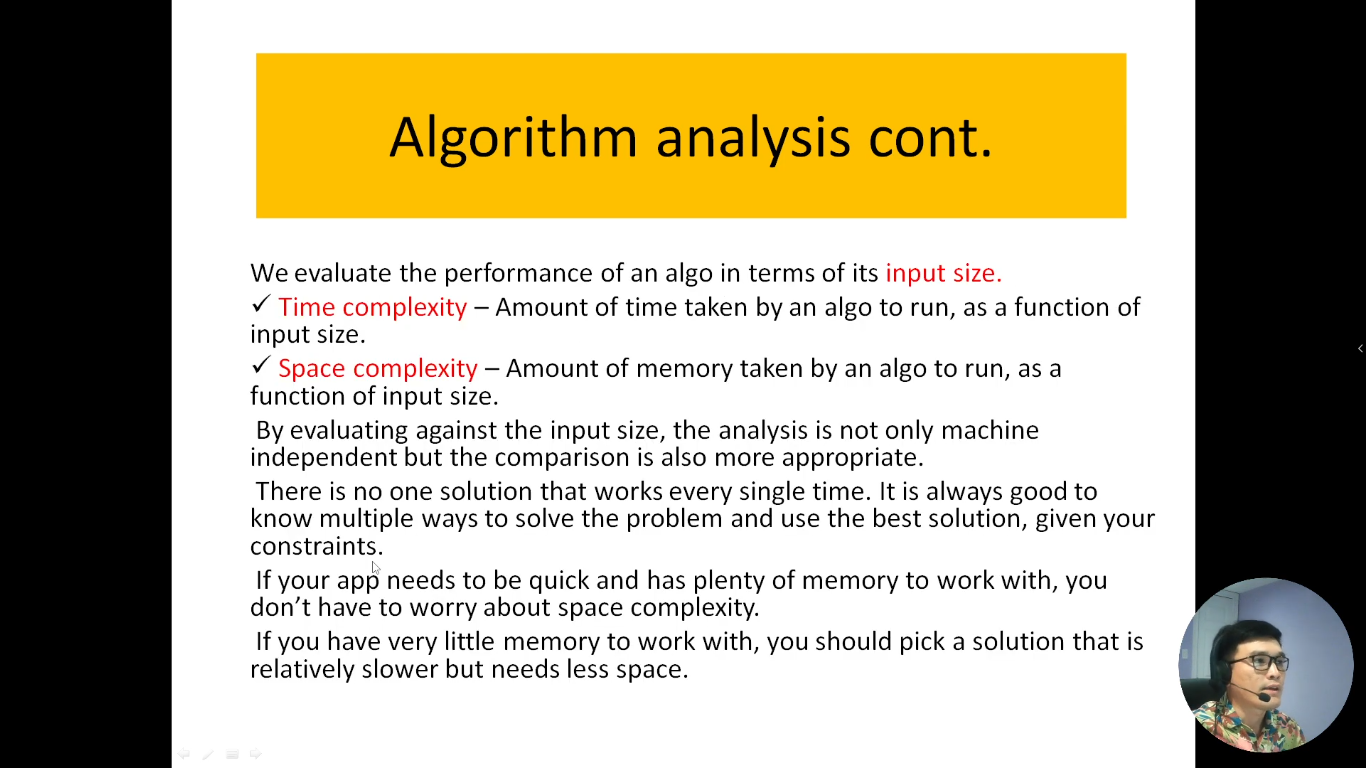 Algorithm analysis cont.
We evaluate the performance of an algo in terms of its input size.
✓ Time complexity – Amount of time taken by an algo to run, as a function of
input size.
✓ Space complexity – Amount of memory taken by an algo to run, as a
function of input size.
By evaluating against the input size, the analysis is not only machine
independent but the comparison is also more appropriate.
There is no one solution that works every single time. It is always good to
know multiple ways to solve the problem and use the best solution, given your
constraints.
If your app needs to be quick and has plenty of memory to work with, you
don’t have to worry about space complexity.
If you have very little memory to work with, you should pick a solution that is
relatively slower but needs less space.